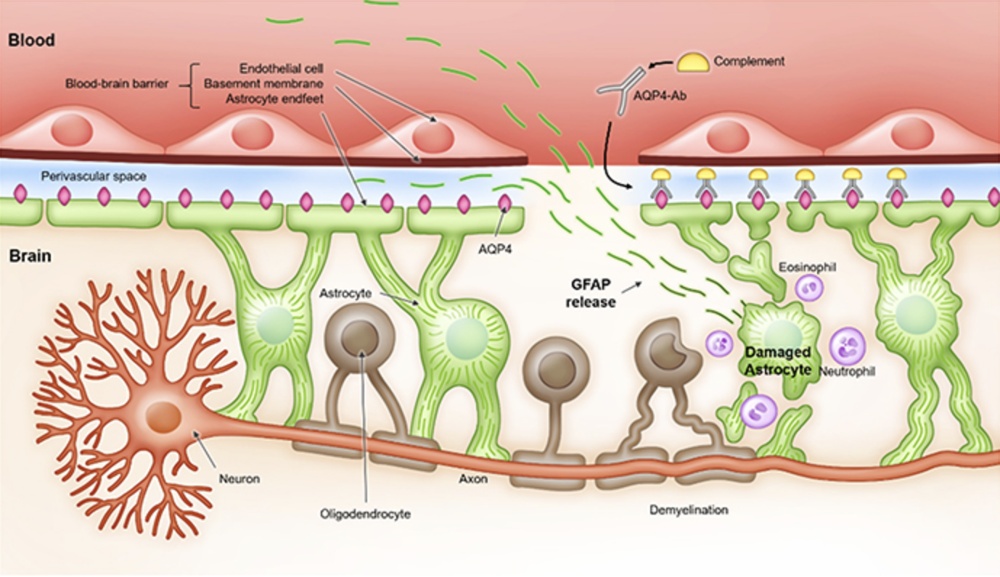 Blood
Complement
Endothelial cell
Blood-brain barrier
Basement membrane
Astrocyte endfeet
AQP4-Ab
Perivascular space
AQP4
Brain
Eosinophil
GFAP
release
Astrocyte
Damaged
Astrocyte
Neutrophil
Neuron
Axon
Oligodendrocyte
Demyelination